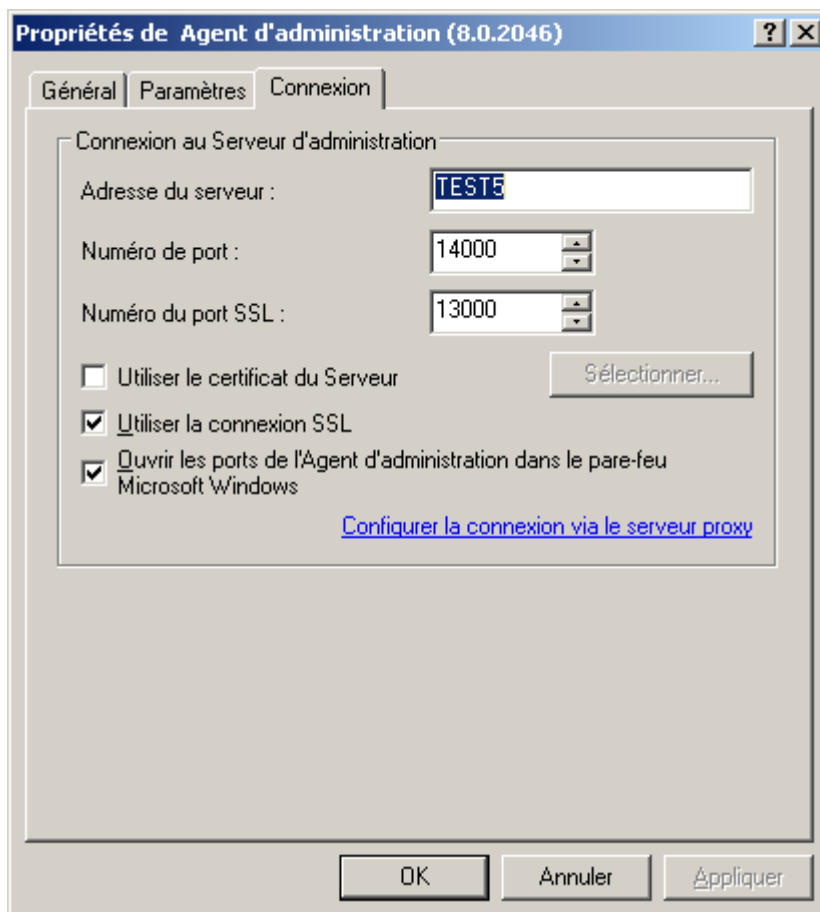 Propriétés de  Agent d'administration (8.0.2046)
Général Paramètres Connexion
Connexion au Serveur d'administration
Adresse du serveur : TEST5
Numéro de port : 14000
Numéro du port SSL : 13000
Utiliser le certificat du Serveur Sélectionner...
Utiliser la connexion SSL
Ouvrir les ports de l'Agent d'administration dans le pare-feu
Microsoft Windows
Configurer la connexion via le serveur proxy
OK Annuler Appliquer